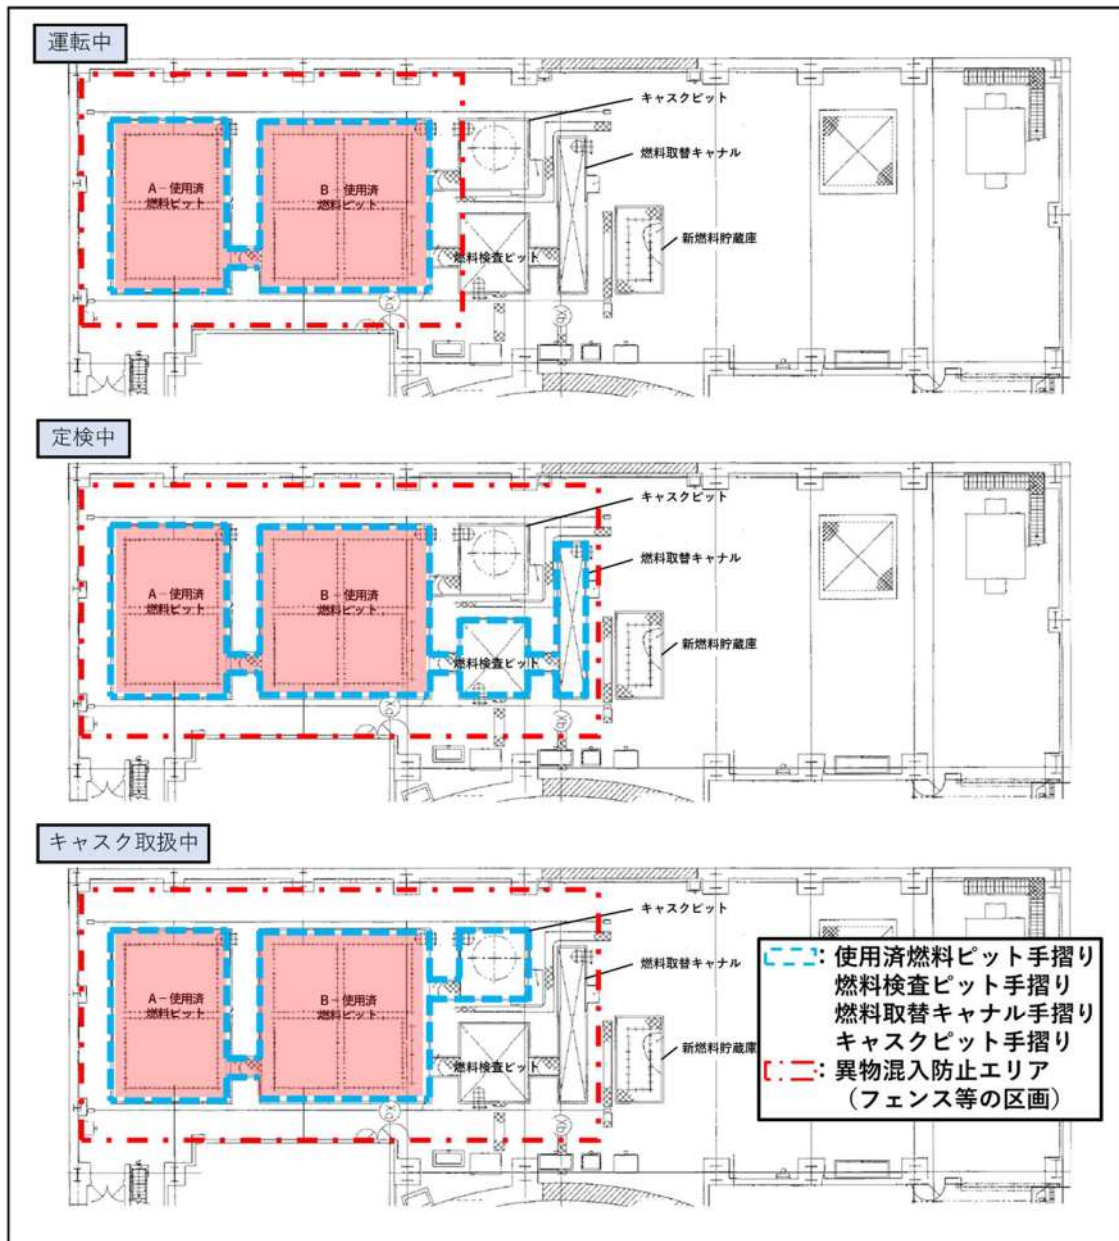 運転中
キャスクピット
燃料取替キャナル
A-使用済
燃料ピット
B-使用済
燃料ピット
新燃料貯蔵庫
燃料検査ピット
定検中
キャスクピット
燃料取替キャナル
A-使用済
燃料ピット
B-使用済
燃料ピット
新燃料貯蔵庫
燃料検査ピット
キャスク取扱中
キャスクピット
燃料取替キャナル
A-使用済
燃料ピット
B-使用済
燃料ピット
新燃料貯蔵庫
燃料検査ピット
:使用済燃料ピット手摺り
燃料検査ピット手摺り
燃料取替キャナル手摺り
キャスクピット手摺り
:異物混入防止エリア
(フェンス等の区画)